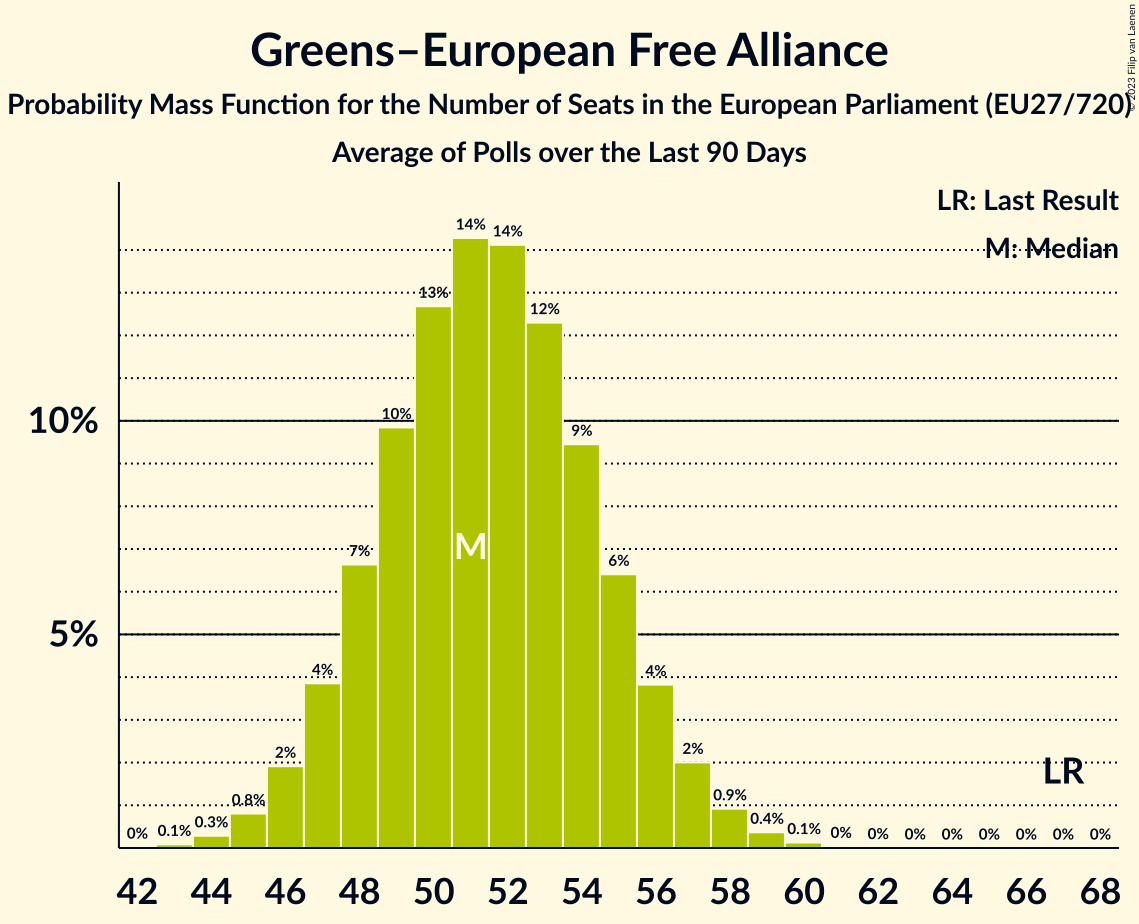 © 2023 Filip van Laenen
Greens–European Free Alliance
Probability Mass Function for the Number of Seats in the European Parliament (EU27/720)
Average of Polls over the Last 90 Days
LR: Last Result
M: Median
10%
5%
0% 0.1% 0.3% 0.8% 2% 4% 7% 10% 13% 14% 14% 12% 9% 6% 4% 2% 0.9% 0.4% 0.1% 0% 0% 0% 0% 0% 0% 0% 0%
M
LR
42 44 46 48 50 52 54 56 58 60 62 64 66 68